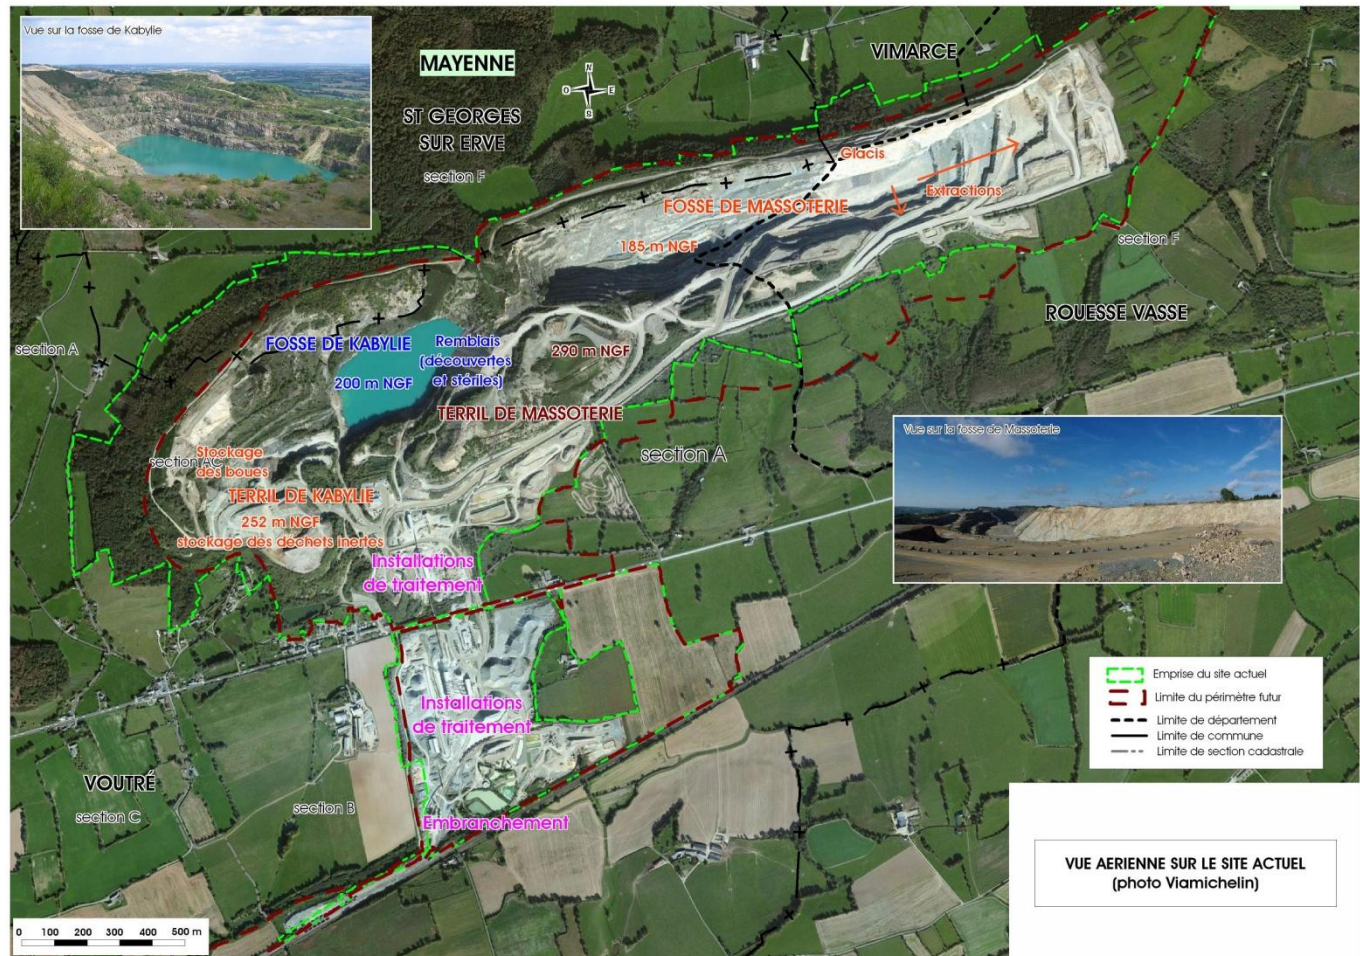 Vue sur la fosse de Kabylie
MAYENNE
ST GEORGES
SUR ERVE
section F
N
O
E
S
VIMARCE
Glacis
Extractions
FOSSE DE MASSOTERIE
185 m NGF
section F
ROUESSE VASSE
section A
FOSSE DE KABYLIE
200 m NGF
Remblais
(découvertes
et stériles)
290 m NGF
TERRIL DE MASSOTERIE
section A
Vue sur la fosse de Massoterie
Stockage
des boues
section AC
TERRIL DE KABYLIE
252 m NGF
stockage des déchets inertes
Installations
de traitement
Installations
de traitement
Embranchement
VOUTRÉ
section C
section B
Emprise du site actuel
Limite du périmètre futur
Limite de département
Limite de commune
Limite de section cadastrale
VUE AERIENNE SUR LE SITE ACTUEL
(photo Viamichelin)
0 100 200 300 400 500 m